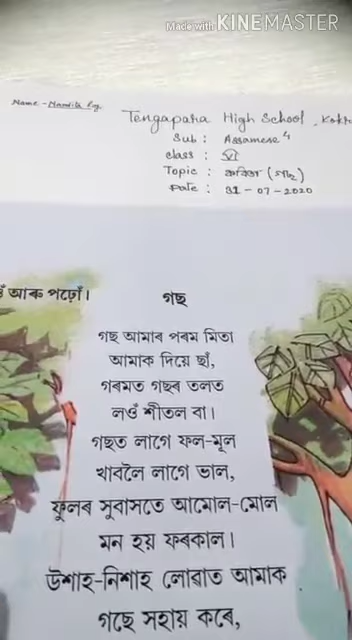 Made with KINEMASTER
Name - Namita Ray
Tengapara High School, Kokr
Sub : Assamese
class : VI
Topic : কবিতা (গছ)
Date : 31-07-2020
আৰু পঢ়োঁ।
গছ
গছ আমাৰ পৰম মিতা
আমাক দিয়ে ছাঁ,
গৰমত গছৰ তলত
লওঁ শীতল বা।
গছত লাগে ফল-মূল
খাবলৈ লাগে ভাল,
ফুলৰ সুবাসতে আমোল-মোল
মন হয় ফৰকাল।
উশাহ-নিশাহ লোৱাত আমাক
গছে সহায় কৰে,